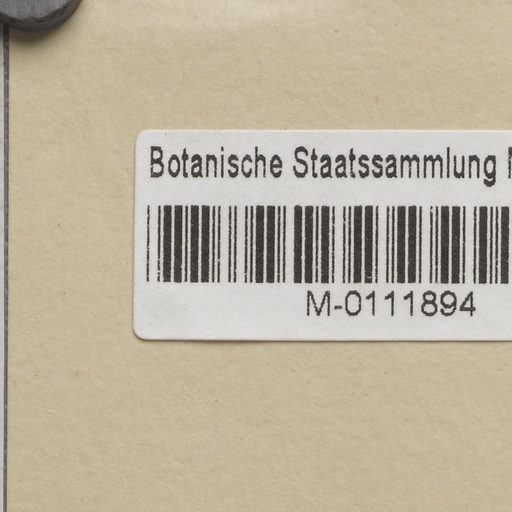 Botanische Staatssammlung
M-0111894